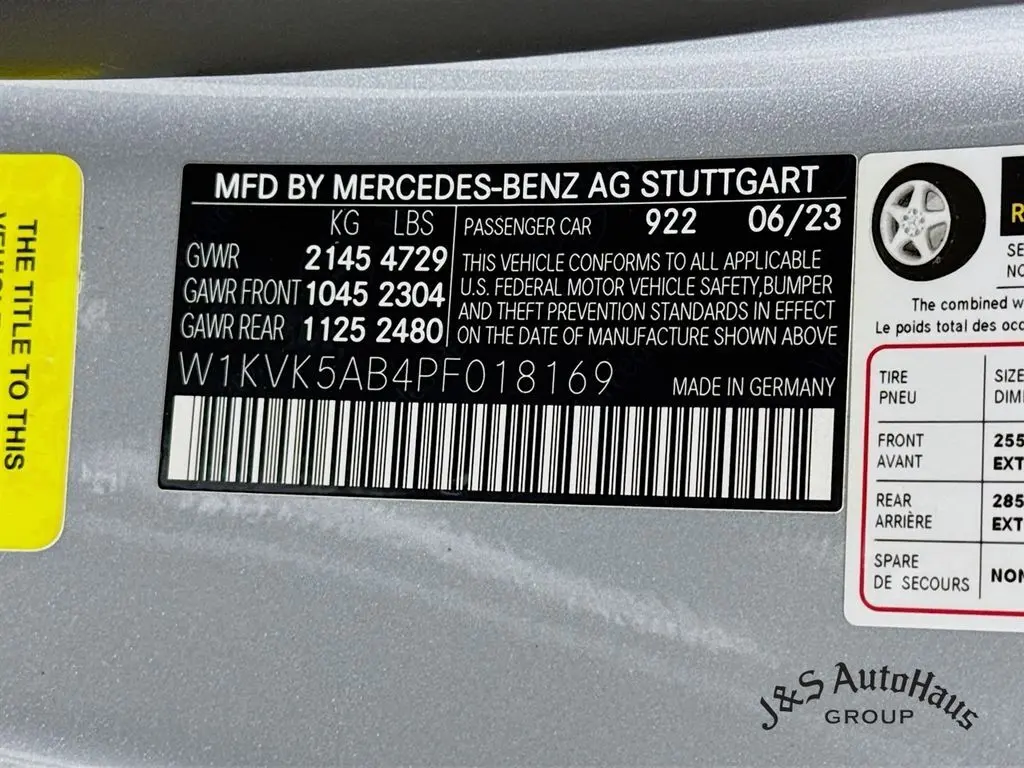 THE TITLE TO THIS
MFD BY MERCEDES-BENZ AG STUTTGART
KG LBS
GVWR 2145 4729
GAWR FRONT 1045 2304
GAWR REAR 1125 2480
PASSENGER CAR 922 06/23
THIS VEHICLE CONFORMS TO ALL APPLICABLE
U.S. FEDERAL MOTOR VEHICLE SAFETY,BUMPER
AND THEFT PREVENTION STANDARDS IN EFFECT
ON THE DATE OF MANUFACTURE SHOWN ABOVE
W1KVK5AB4PF018169
MADE IN GERMANY
The combined
Le poids total des
TIRE
PNEU
SIZE
FRONT
AVANT
255
REAR
ARRIÈRE
285
SPARE
DE SECOURS
J&S AutoHaus
GROUP